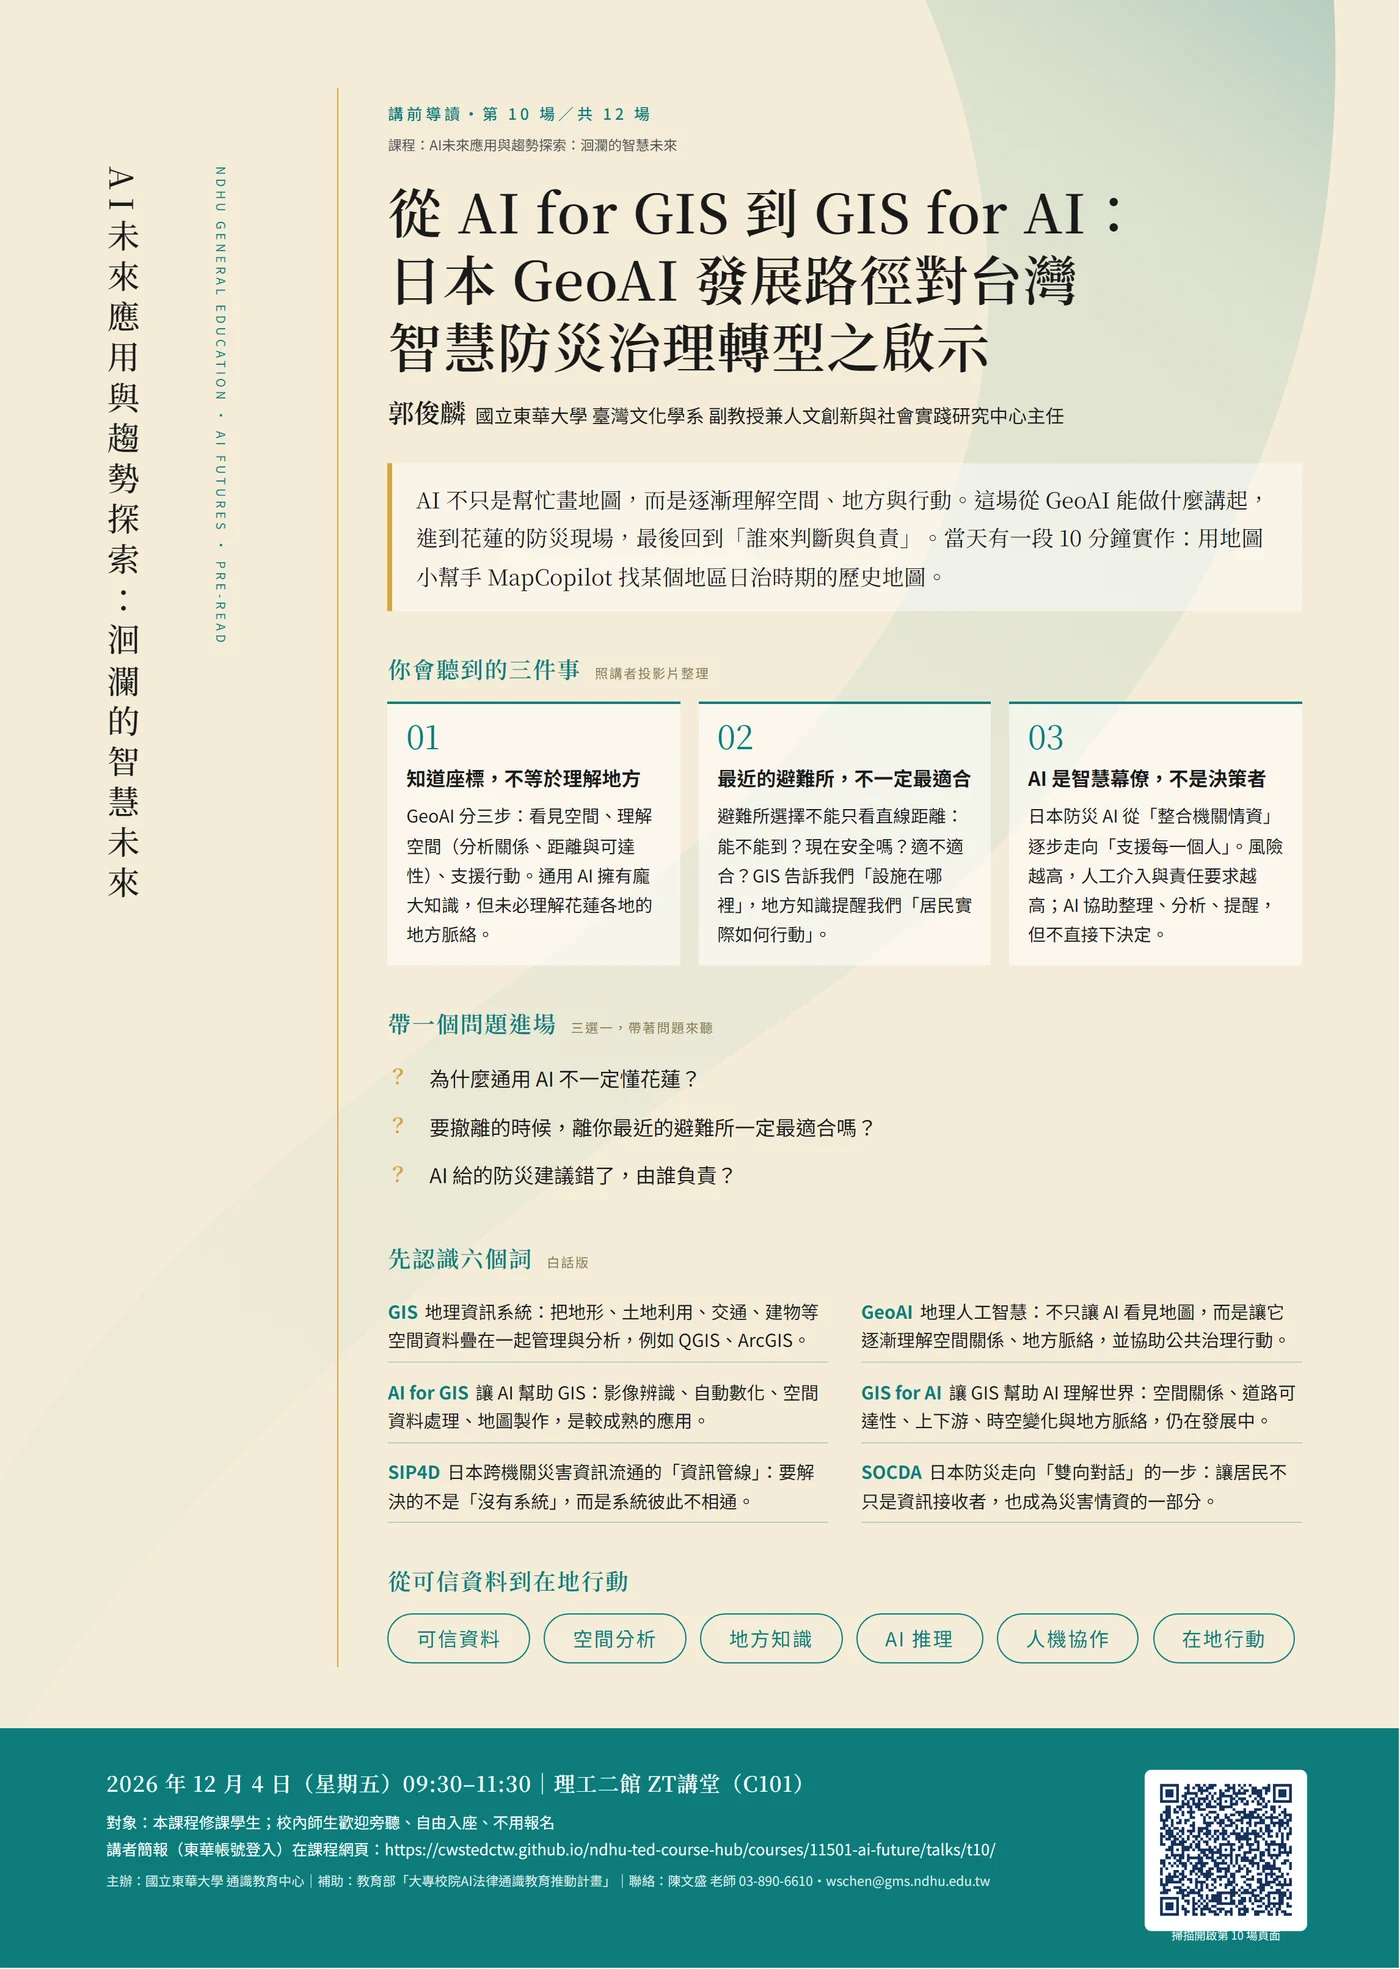 AI未來應用與趨勢探索：洄瀾的智慧未來
NDHU GENERAL EDUCATION · AI FUTURES · PRE-READ
講前導讀・第 10 場／共 12 場
課程：AI未來應用與趨勢探索：洄瀾的智慧未來
從 AI for GIS 到 GIS for AI：
日本 GeoAI 發展路徑對台灣
智慧防災治理轉型之啟示
郭俊麟 國立東華大學 臺灣文化學系 副教授兼人文創新與社會實踐研究中心主任
AI 不只是幫忙畫地圖，而是逐漸理解空間、地方與行動。這場從 GeoAI 能做什麼講起，
進到花蓮的防災現場，最後回到「誰來判斷與負責」。當天有一段 10 分鐘實作：用地圖
小幫手 MapCopilot 找某個地區日治時期的歷史地圖。
你會聽到的三件事 照講者投影片整理
01
知道座標，不等於理解地方
GeoAI 分三步：看見空間、理解
空間（分析關係、距離與可達
性）、支援行動。通用 AI 擁有龐
大知識，但未必理解花蓮各地的
地方脈絡。
02
最近的避難所，不一定最適合
避難所選擇不能只看直線距離：
能不能到？現在安全嗎？適不適
合？GIS 告訴我們「設施在哪
裡」，地方知識提醒我們「居民實
際如何行動」。
03
AI 是智慧幕僚，不是決策者
日本防災 AI 從「整合機關情資」
逐步走向「支援每一個人」。風險
越高，人工介入與責任要求越
高；AI 協助整理、分析、提醒，
但不直接下決定。
帶一個問題進場 三選一，帶著問題來聽
? 為什麼通用 AI 不一定懂花蓮？
? 要撤離的時候，離你最近的避難所一定最適合嗎？
? AI 給的防災建議錯了，由誰負責？
先認識六個詞 白話版
GIS 地理資訊系統：把地形、土地利用、交通、建物等
空間資料疊在一起管理與分析，例如 QGIS、ArcGIS。
GeoAI 地理人工智慧：不只讓 AI 看見地圖，而是讓它
逐漸理解空間關係、地方脈絡，並協助公共治理行動。
AI for GIS 讓 AI 幫助 GIS：影像辨識、自動數化、空間
資料處理、地圖製作，是較成熟的應用。
GIS for AI 讓 GIS 幫助 AI 理解世界：空間關係、道路可
達性、上下游、時空變化與地方脈絡，仍在發展中。
SIP4D 日本跨機關災害資訊流通的「資訊管線」：要解
決的不是「沒有系統」，而是系統彼此不相通。
SOCDA 日本防災走向「雙向對話」的一步：讓居民不
只是資訊接收者，也成為災害情資的一部分。
從可信資料到在地行動
可信資料 空間分析 地方知識 AI 推理 人機協作 在地行動
2026 年 12 月 4 日（星期五）09:30–11:30｜理工二館 ZT講堂（C101）
對象：本課程修課學生；校內師生歡迎旁聽、自由入座、不用報名
講者簡報（東華帳號登入）在課程網頁：https://cwstedctw.github.io/ndhu-ted-course-hub/courses/11501-ai-future/talks/t10/
主辦：國立東華大學 通識教育中心｜補助：教育部「大專校院AI法律通識教育推動計畫」｜聯絡：陳文盛 老師 03-890-6610・wschen@gms.ndhu.edu.tw
掃描開啟第 10 場頁面